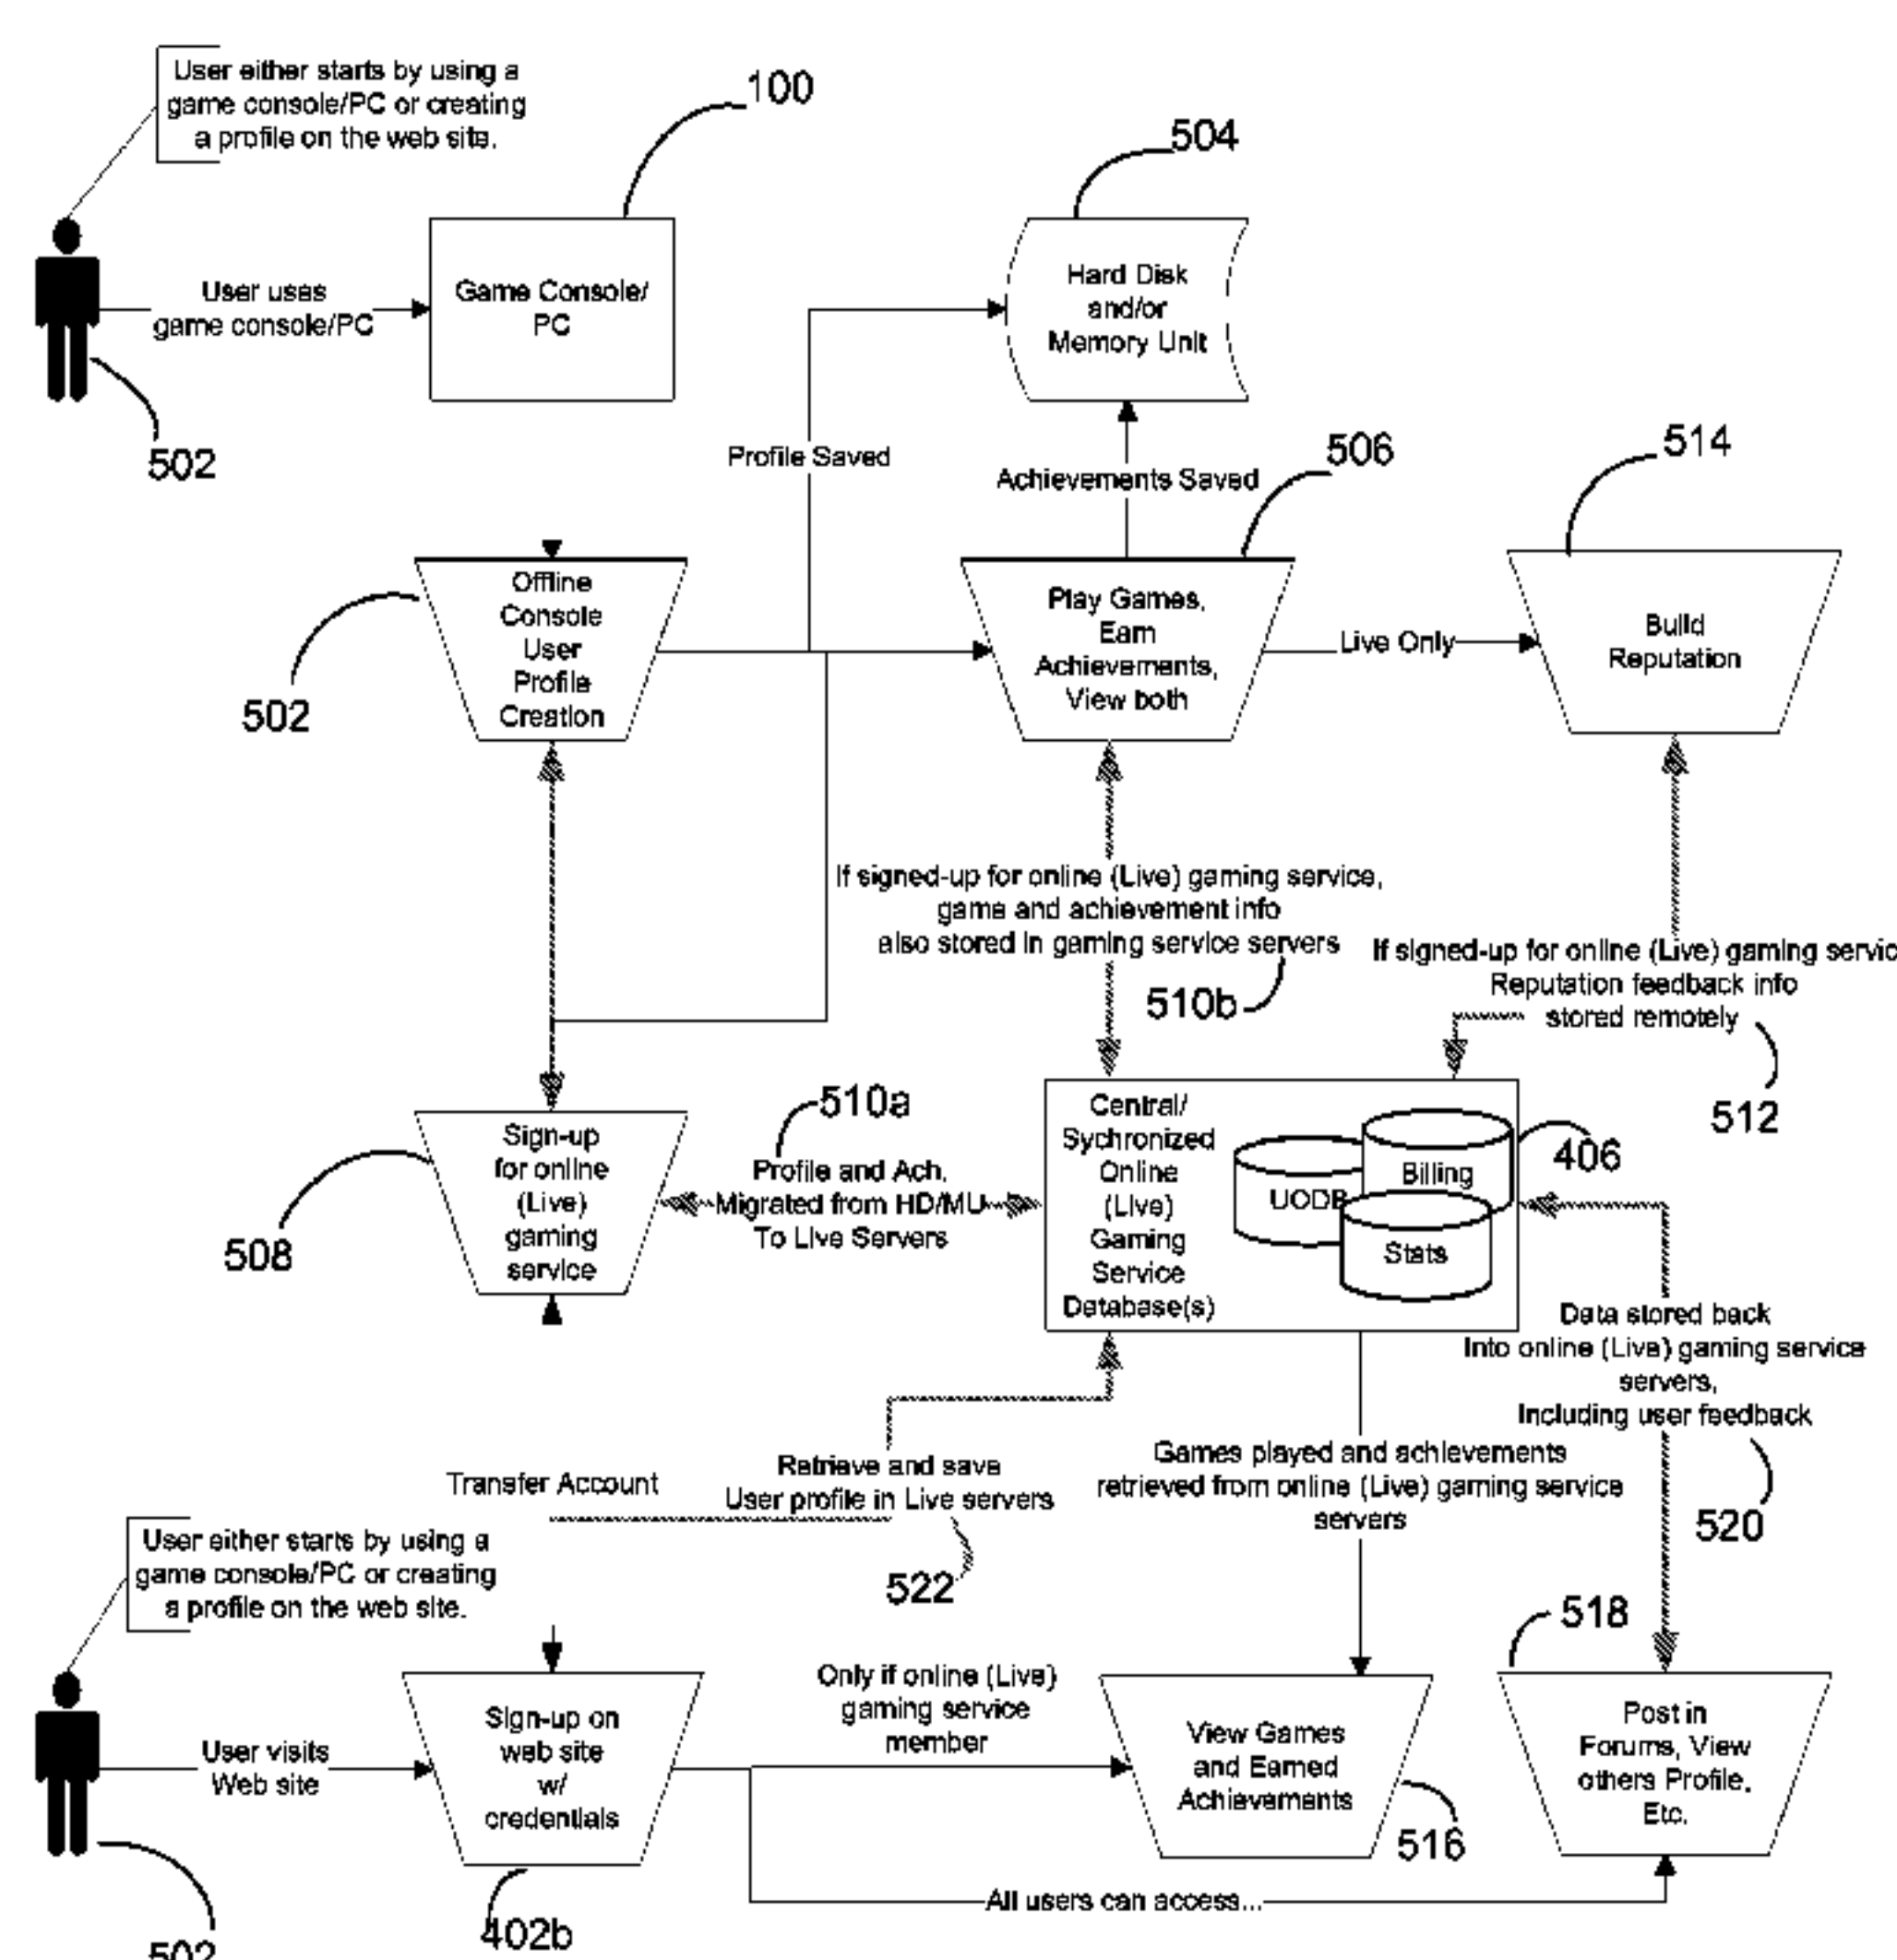 User either starts by using a
game console/PC or creating
a profile on the web site.
100
504
User uses
game console/PC
Game Console/
PC
Hard Disk
and/or
Memory Unit
502
Profile Saved
Achievements Saved
506
514
Offline
Console
User
Profile
Creation
502
Play Games,
Earn
Achievements,
View both
Live Only
Build
Reputation
If signed-up for online (Live) gaming service,
game and achievement info
also stored in gaming service servers
510b
If signed-up for online (Live) gaming servic
Reputation feedback info
stored remotely
512
Sign-up
for online
(Live)
gaming
service
508
510a
Profile and Ach.
Migrated from HD/MU
To Live Servers
Central/
Sychronized
Online
(Live)
Gaming
Service
Database(s)
UODB
Billing
Stats
406
Data stored back
Into online (Live) gaming service
servers,
Including user feedback
520
Transfer Account
Retrieve and save
User profile in Live servers
522
Games played and achievements
retrieved from online (Live) gaming service
servers
User either starts by using a
game console/PC or creating
a profile on the web site.
518
User visits
Web site
Sign-up on
web site
w/
credentials
402b
Only if online (Live)
gaming service
member
View Games
and Earned
Achievements
516
Post in
Forums, View
others Profile,
Etc.
All users can access...
502